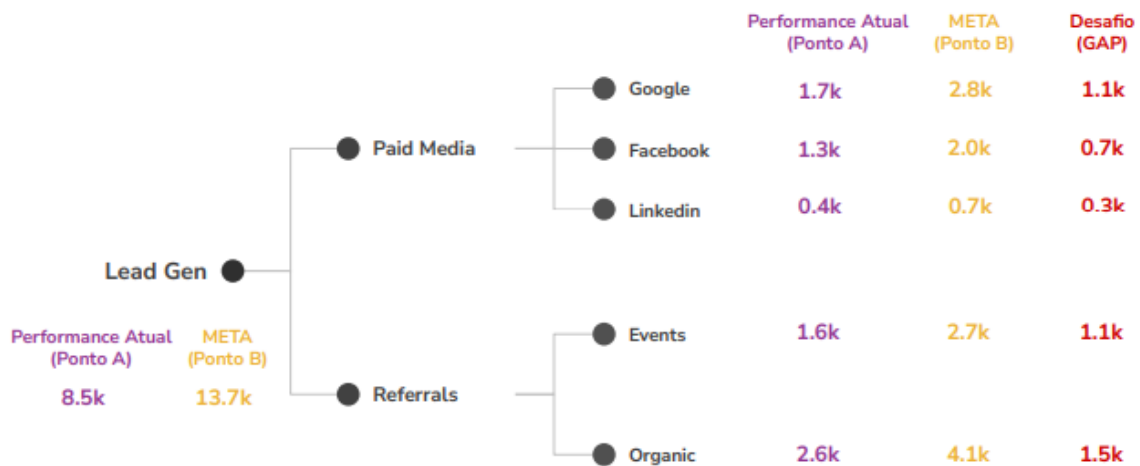 Performance Atual META Desafio
(Ponto A) (Ponto B) (GAP)
Google 1.7k 2.8k 1.1k
Paid Media Facebook 1.3k 2.0k 0.7k
Linkedin 0.4k 0.7k 0.3k
Lead Gen
Performance Atual META
(Ponto A) (Ponto B)
8.5k 13.7k
Events 1.6k 2.7k 1.1k
Referrals
Organic 2.6k 4.1k 1.5k